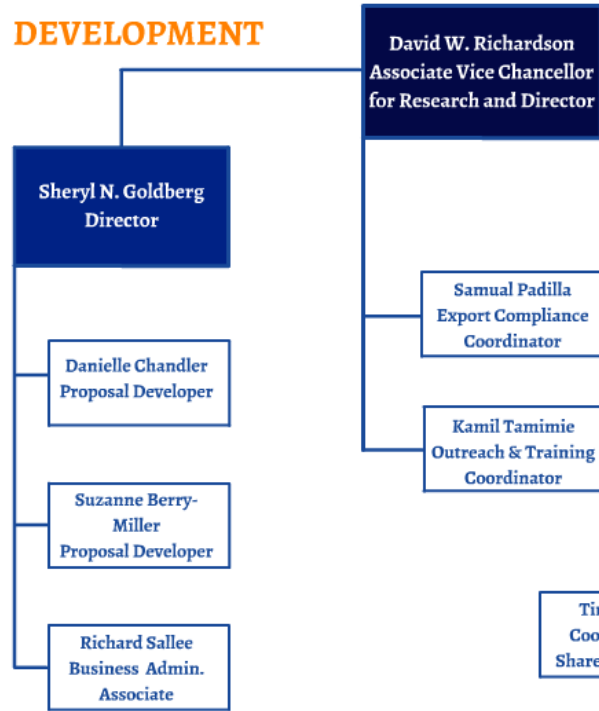 DEVELOPMENT
David W. Richardson
Associate Vice Chancellor
for Research and Director
Sheryl N. Goldberg
Director
Samual Padilla
Export Compliance
Coordinator
Danielle Chandler
Proposal Developer
Kamil Tamimie
Outreach & Training
Coordinator
Suzanne Berry-
Miller
Proposal Developer
Richard Sallee
Business Admin.
Associate